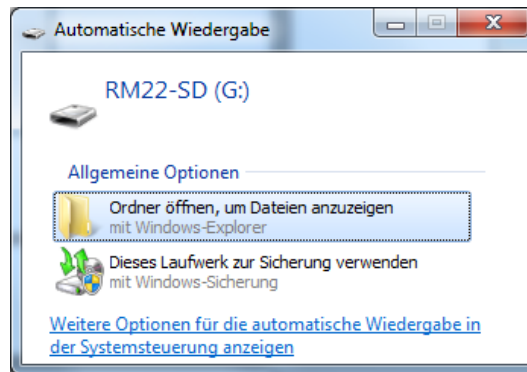 Automatische Wiedergabe
RM22-SD (G:)
Allgemeine Optionen
Ordner öffnen, um Dateien anzuzeigen
mit Windows-Explorer
Dieses Laufwerk zur Sicherung verwenden
mit Windows-Sicherung
Weitere Optionen für die automatische Wiedergabe in
der Systemsteuerung anzeigen